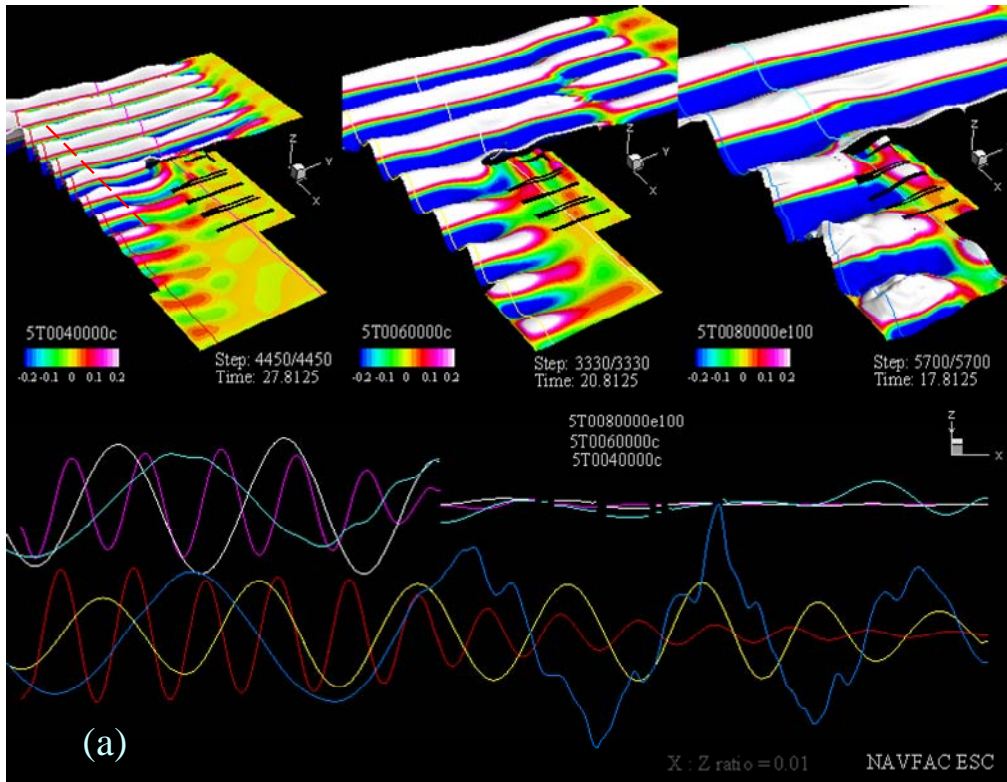 Z
Y
X
Z
Y
X
Z
Y
X
5T0040000c
-0.2 -0.1 0 0.1 0.2
Step: 4450/4450
Time: 27.8125
5T0060000c
-0.2 -0.1 0 0.1 0.2
Step: 3330/3330
Time: 20.8125
5T0080000e100
-0.2 -0.1 0 0.1 0.2
Step: 5700/5700
Time: 17.8125
5T0080000e100
5T0060000c
5T0040000c
Z
X
(a)
X : Z ratio = 0.01
NAVFAC ESC